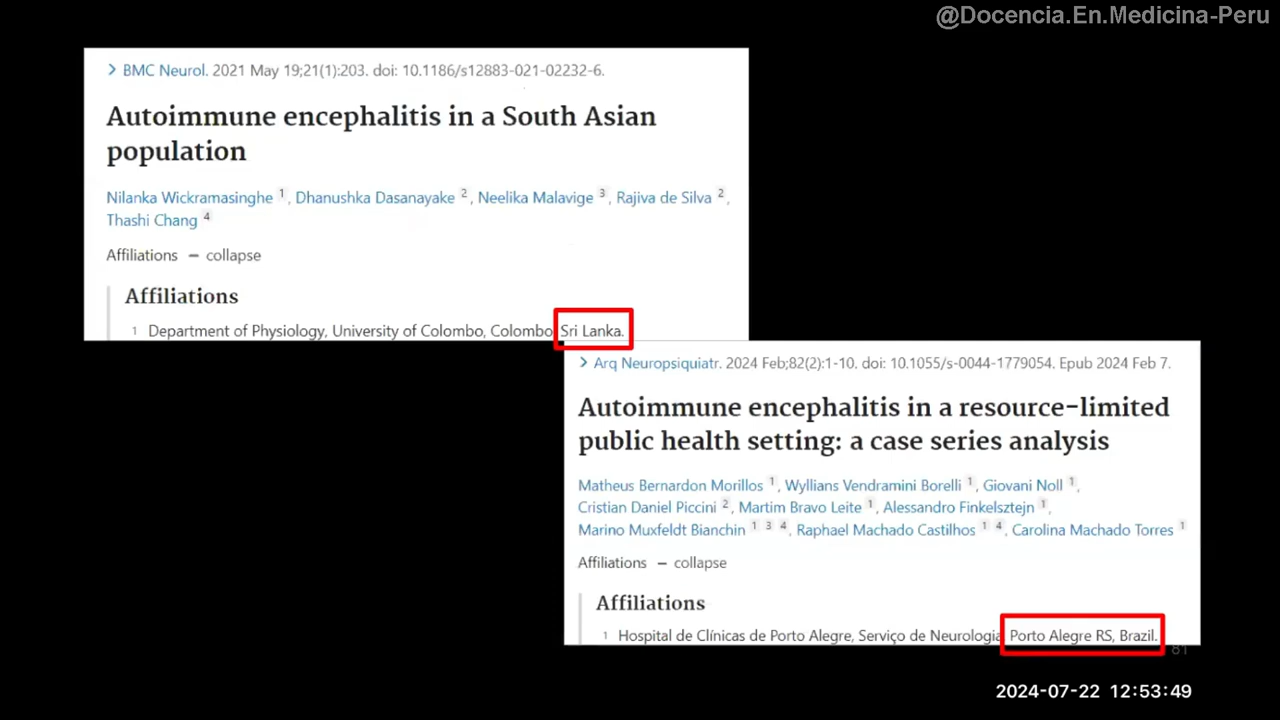 @Docencia.En.Medicina-Peru
> BMC Neurol. 2021 May 19;21(1):203. doi: 10.1186/s12883-021-02232-6.
Autoimmune encephalitis in a South Asian
population
Nilanka Wickramasinghe 1, Dhanushka Dasanayake 2, Neelika Malavige 3, Rajiva de Silva 2,
Thashi Chang 4
Affiliations — collapse
Affiliations
1 Department of Physiology, University of Colombo, Colombo Sri Lanka.
> Arq Neuropsiquiatr. 2024 Feb;82(2):1-10. doi: 10.1055/s-0044-1779054. Epub 2024 Feb 7.
Autoimmune encephalitis in a resource-limited
public health setting: a case series analysis
Matheus Bernardon Morillos 1, Wyllians Vendramini Borelli 1, Giovani Noll 1,
Cristian Daniel Piccini 2, Martim Bravo Leite 1, Alessandro Finkelsztejn 1,
Marino Muxfeldt Bianchin 1 3 4, Raphael Machado Castilhos 1 4, Carolina Machado Torres 1
Affiliations — collapse
Affiliations
1 Hospital de Clínicas de Porto Alegre, Serviço de Neurologia Porto Alegre RS, Brazil.
81
2024-07-22 12:53:49